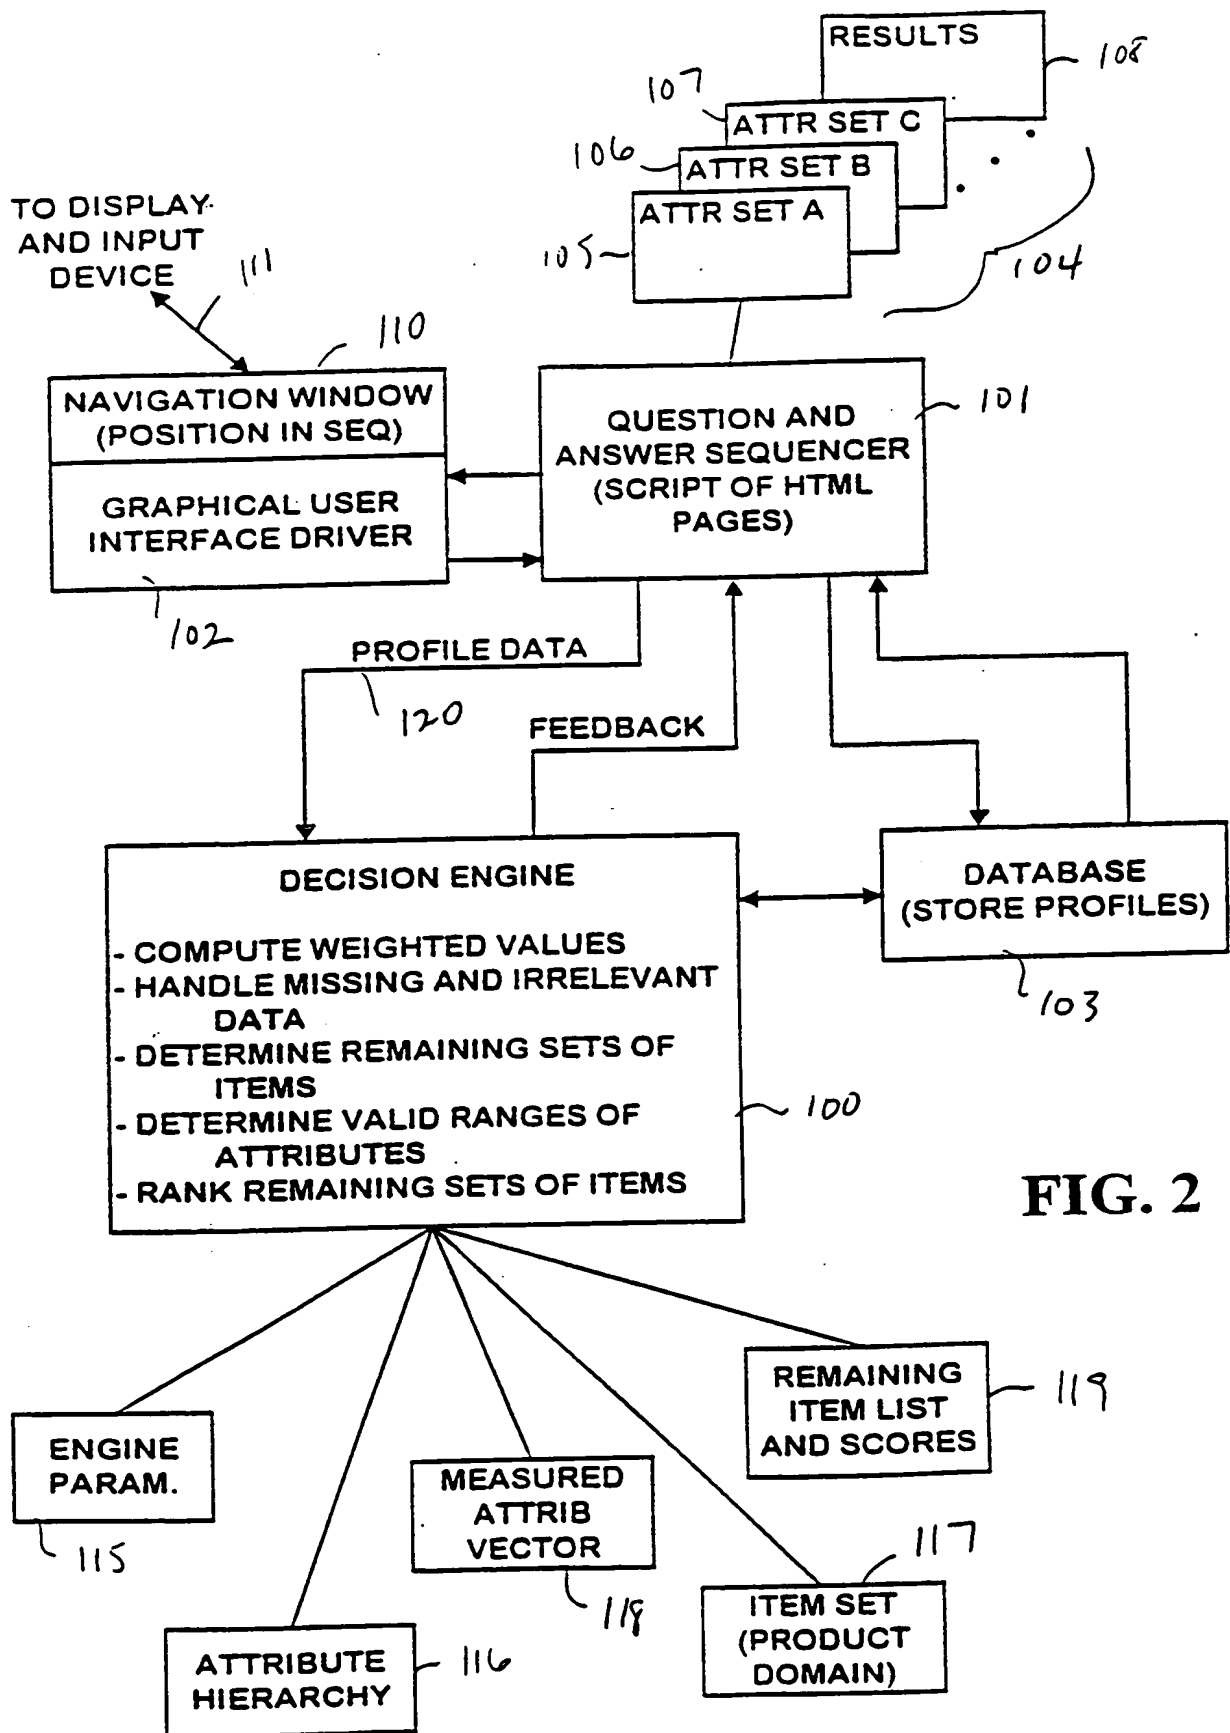 RESULTS
108
107
ATTR SET C
106
ATTR SET B
ATTR SET A
105
104
TO DISPLAY
AND INPUT
DEVICE
111
110
NAVIGATION WINDOW
(POSITION IN SEQ)
GRAPHICAL USER
INTERFACE DRIVER
102
QUESTION AND
ANSWER SEQUENCER
(SCRIPT OF HTML
PAGES)
101
PROFILE DATA
120
FEEDBACK
DECISION ENGINE
- COMPUTE WEIGHTED VALUES
- HANDLE MISSING AND IRRELEVANT
DATA
- DETERMINE REMAINING SETS OF
ITEMS
- DETERMINE VALID RANGES OF
ATTRIBUTES
- RANK REMAINING SETS OF ITEMS
100
DATABASE
(STORE PROFILES)
103
FIG. 2
REMAINING
ITEM LIST
AND SCORES
119
ENGINE
PARAM.
115
MEASURED
ATTRIB
VECTOR
118
117
ITEM SET
(PRODUCT
DOMAIN)
ATTRIBUTE
HIERARCHY
116